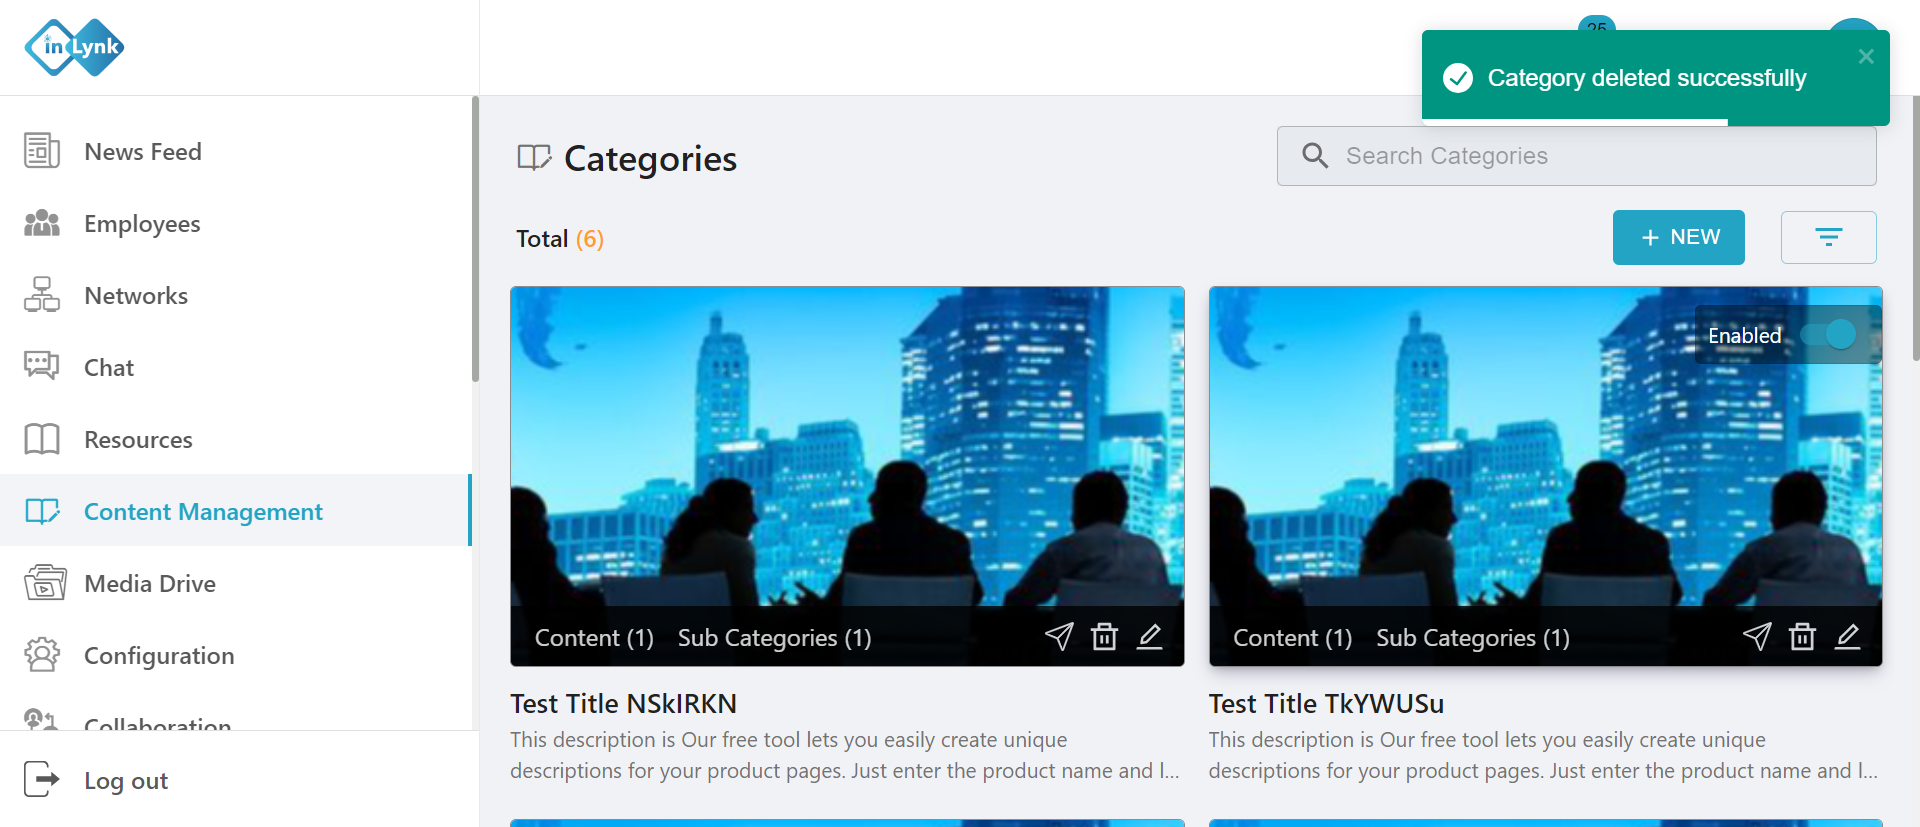 in Lynk
25
Category deleted successfully
News Feed
Employees
Networks
Chat
Resources
Content Management
Media Drive
Configuration
Collaboration
Log out
Categories
Search Categories
Total (6)
+ NEW
Enabled
Content (1) Sub Categories (1)
Content (1) Sub Categories (1)
Test Title NSkIRKN
This description is Our free tool lets you easily create unique
descriptions for your product pages. Just enter the product name and l...
Test Title TkYWUSu
This description is Our free tool lets you easily create unique
descriptions for your product pages. Just enter the product name and l...